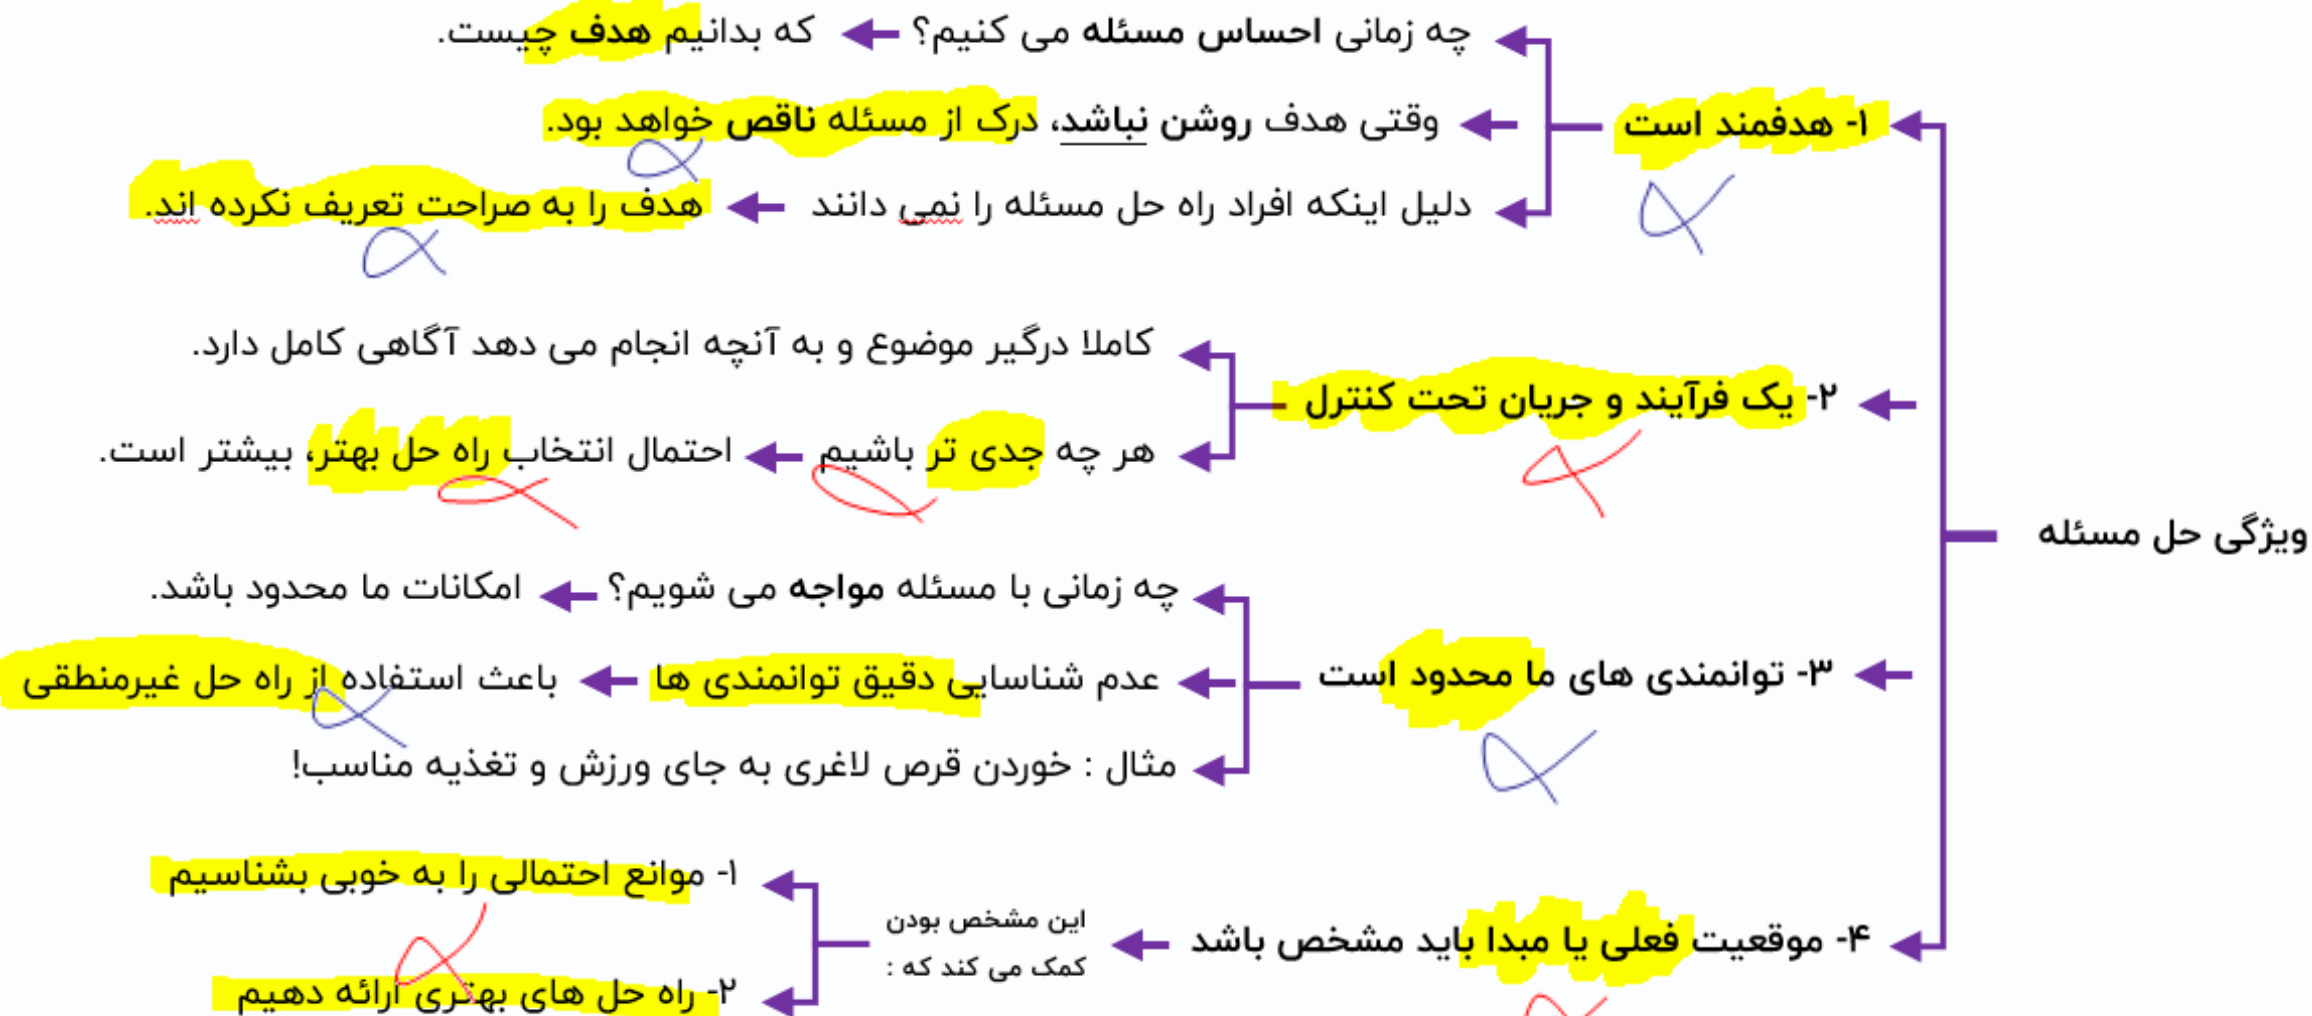 ویژگی حل مسئله
۱- هدفمند است
چه زمانی احساس مسئله می کنیم؟ که بدانیم هدف چیست.
وقتی هدف روشن نباشد، درک از مسئله ناقص خواهد بود.
دلیل اینکه افراد راه حل مسئله را نمی دانند هدف را به صراحت تعریف نکرده اند.
۲- یک فرآیند و جریان تحت کنترل
کاملا درگیر موضوع و به آنچه انجام می دهد آگاهی کامل دارد.
هر چه جدی تر باشیم احتمال انتخاب راه حل بهتر، بیشتر است.
۳- توانمندی های ما محدود است
چه زمانی با مسئله مواجه می شویم؟ امکانات ما محدود باشد.
عدم شناسایی دقیق توانمندی ها باعث استفاده از راه حل غیرمنطقی
مثال : خوردن قرص لاغری به جای ورزش و تغذیه مناسب!
۴- موقعیت فعلی یا مبدا باید مشخص باشد
این مشخص بودن
کمک می کند که :
۱- موانع احتمالی را به خوبی بشناسیم
۲- راه حل های بهتری ارائه دهیم